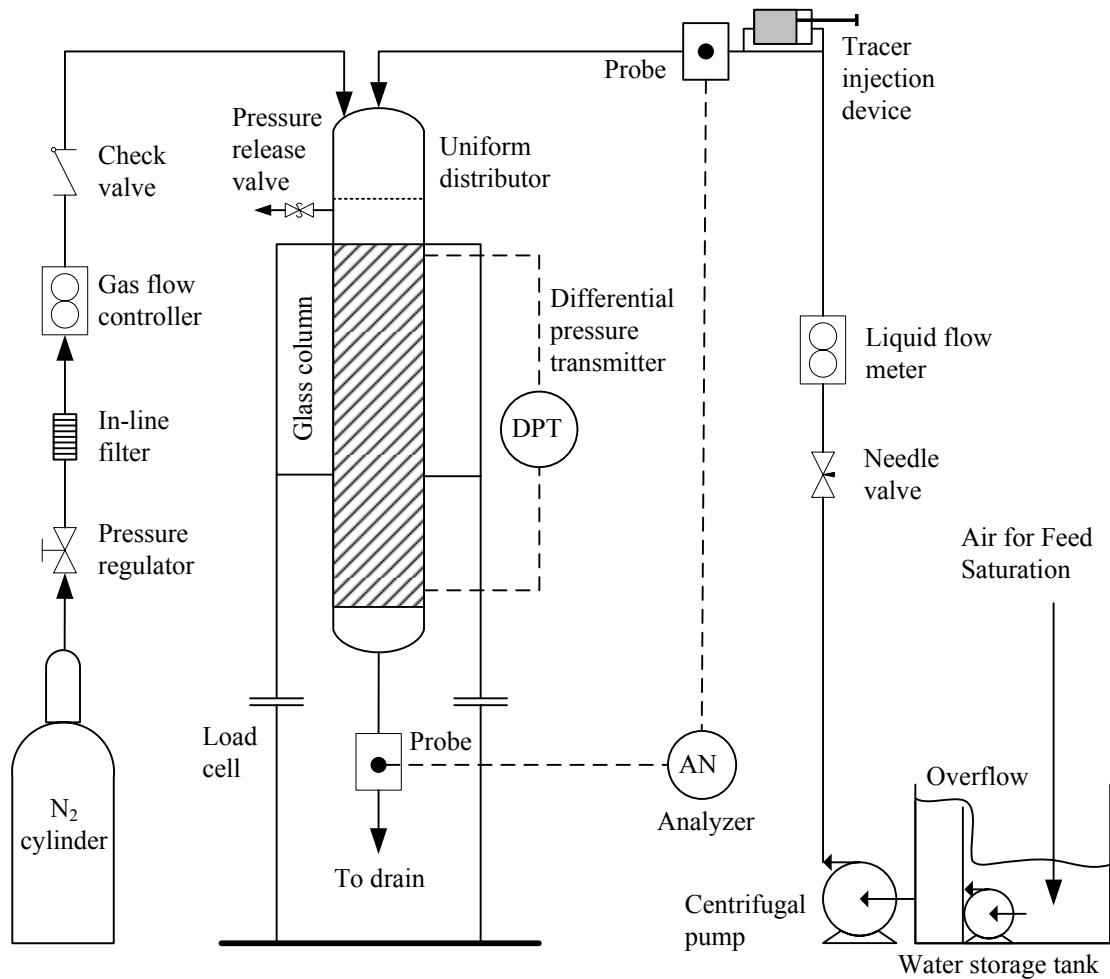 Probe
Tracer
injection
device
Pressure
release
valve
Uniform
distributor
Check
valve
Gas flow
controller
Glass column
Differential
pressure
transmitter
Liquid flow
meter
In-line
filter
DPT
Needle
valve
Pressure
regulator
Air for Feed
Saturation
Load
cell
Probe
AN
Analyzer
Overflow
N₂
cylinder
To drain
Centrifugal
pump
Water storage tank